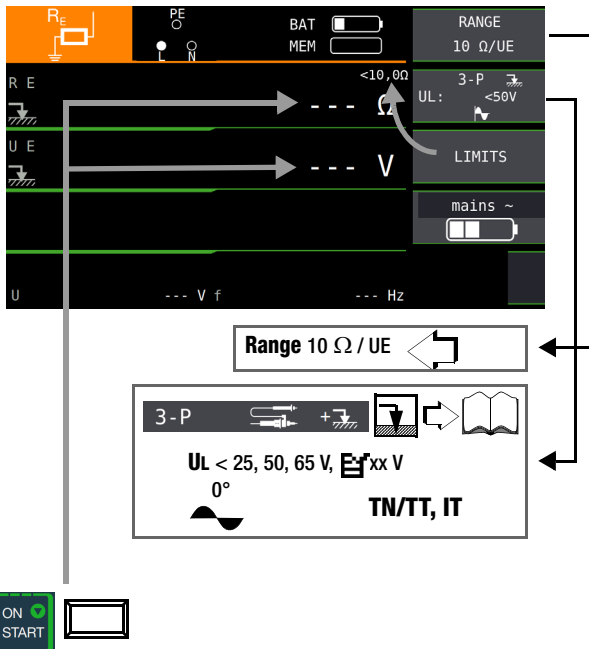 RE
PE
L N
BAT
MEM
RANGE
10 Ω/UE
R E
<10,0Ω
--- Ω
3-P
UL: <50V
U E
--- V
LIMITS
mains ~
U --- V f --- Hz
Range 10 Ω / UE
3-P +
UL < 25, 50, 65 V, xx V
0°
TN/TT, IT
ON
START